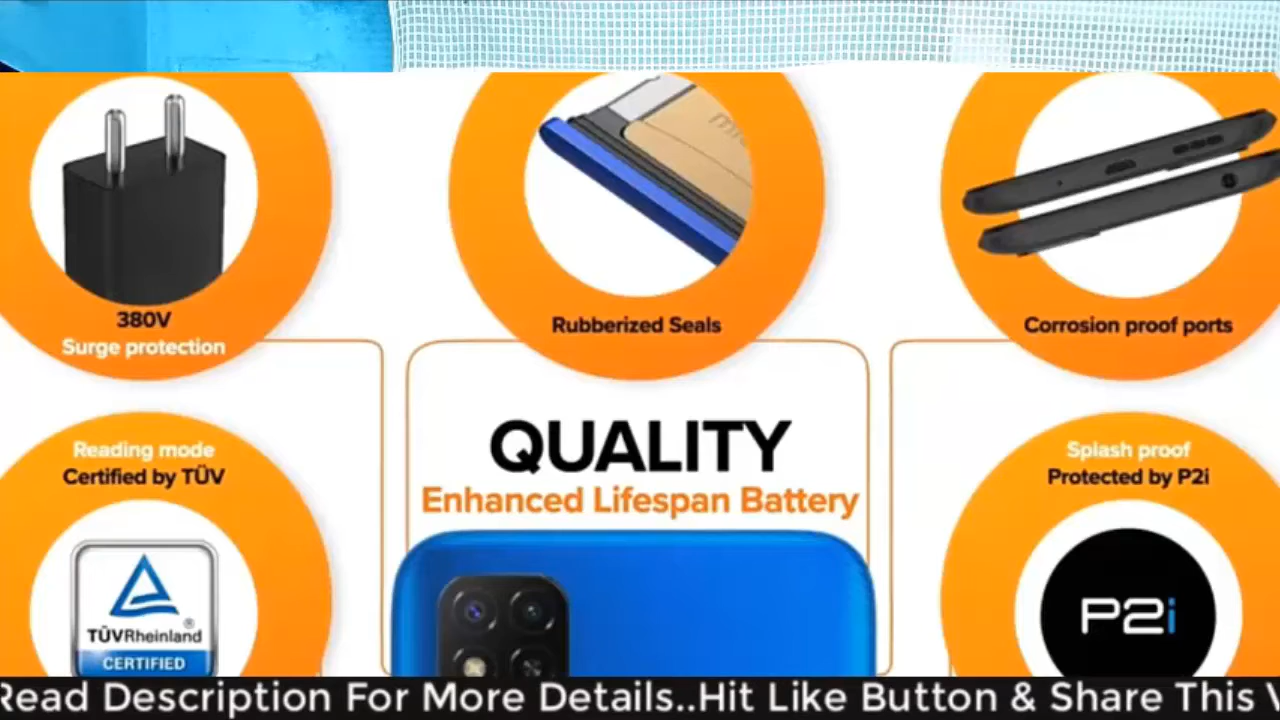 380V
Surge protection
Rubberized Seals
Corrosion proof ports
QUALITY
Enhanced Lifespan Battery
Reading mode
Certified by TÜV
TÜVRheinland®
CERTIFIED
Splash proof
Protected by P2i
P2i
Read Description For More Details..Hit Like Button & Share This